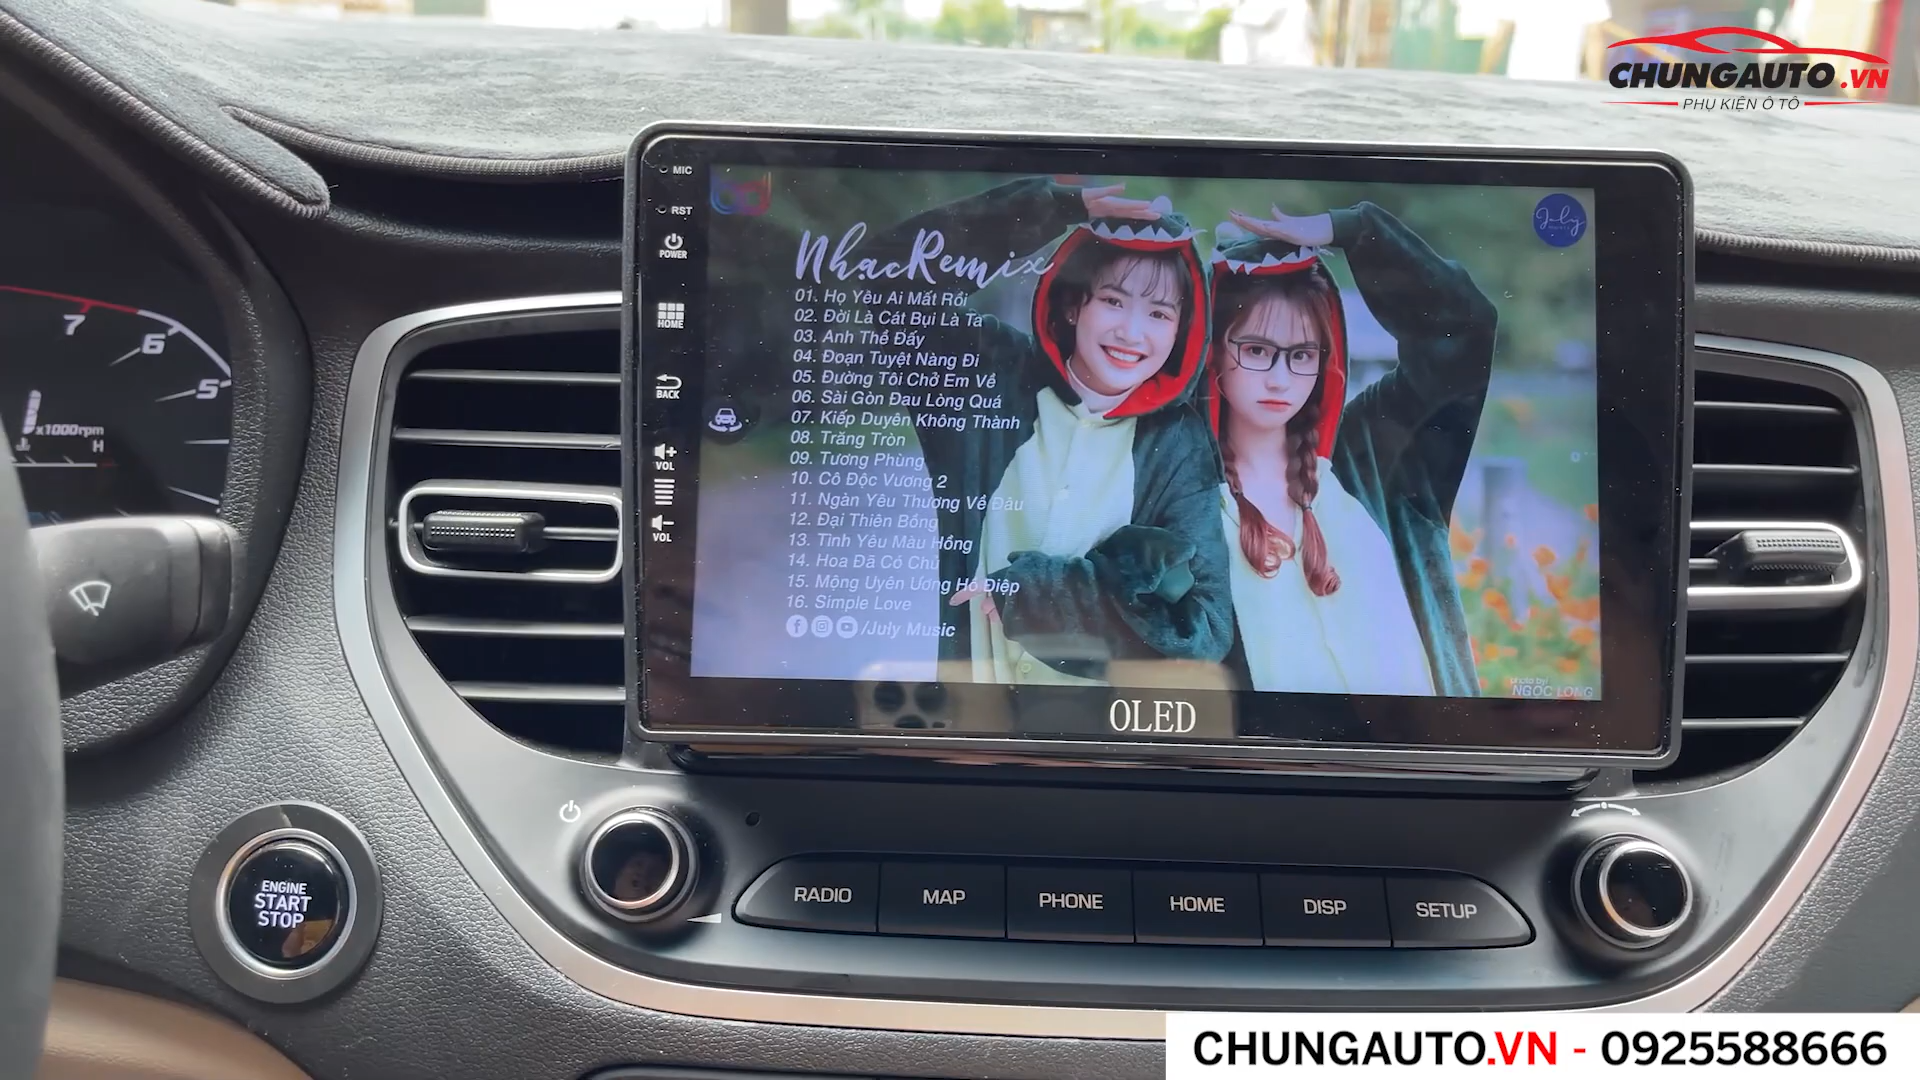 CHUNGAUTO.VN
PHỤ KIỆN Ô TÔ
MIC
RST
POWER
HOME
BACK
VOL
VOL
July
NhạcRemix
01. Họ Yêu Ai Mất Rồi
02. Đời Là Cát Bụi Là Ta
03. Anh Thề Đấy
04. Đoạn Tuyệt Nàng Đi
05. Đường Tôi Chở Em Về
06. Sài Gòn Đau Lòng Quá
07. Kiếp Duyên Không Thành
08. Trăng Tròn
09. Tương Phùng
10. Cô Độc Vương 2
11. Ngàn Yêu Thương Về Đâu
12. Đại Thiên Bồng
13. Tình Yêu Màu Hồng
14. Hoa Đã Có Chủ
15. Mộng Uyên Ương Hồ Điệp
16. Simple Love
/July Music
photo by/
NGOC LONG
OLED
7
6
5
x1000rpm
H
ENGINE
START
STOP
RADIO
MAP
PHONE
HOME
DISP
SETUP
CHUNGAUTO.VN - 0925588666